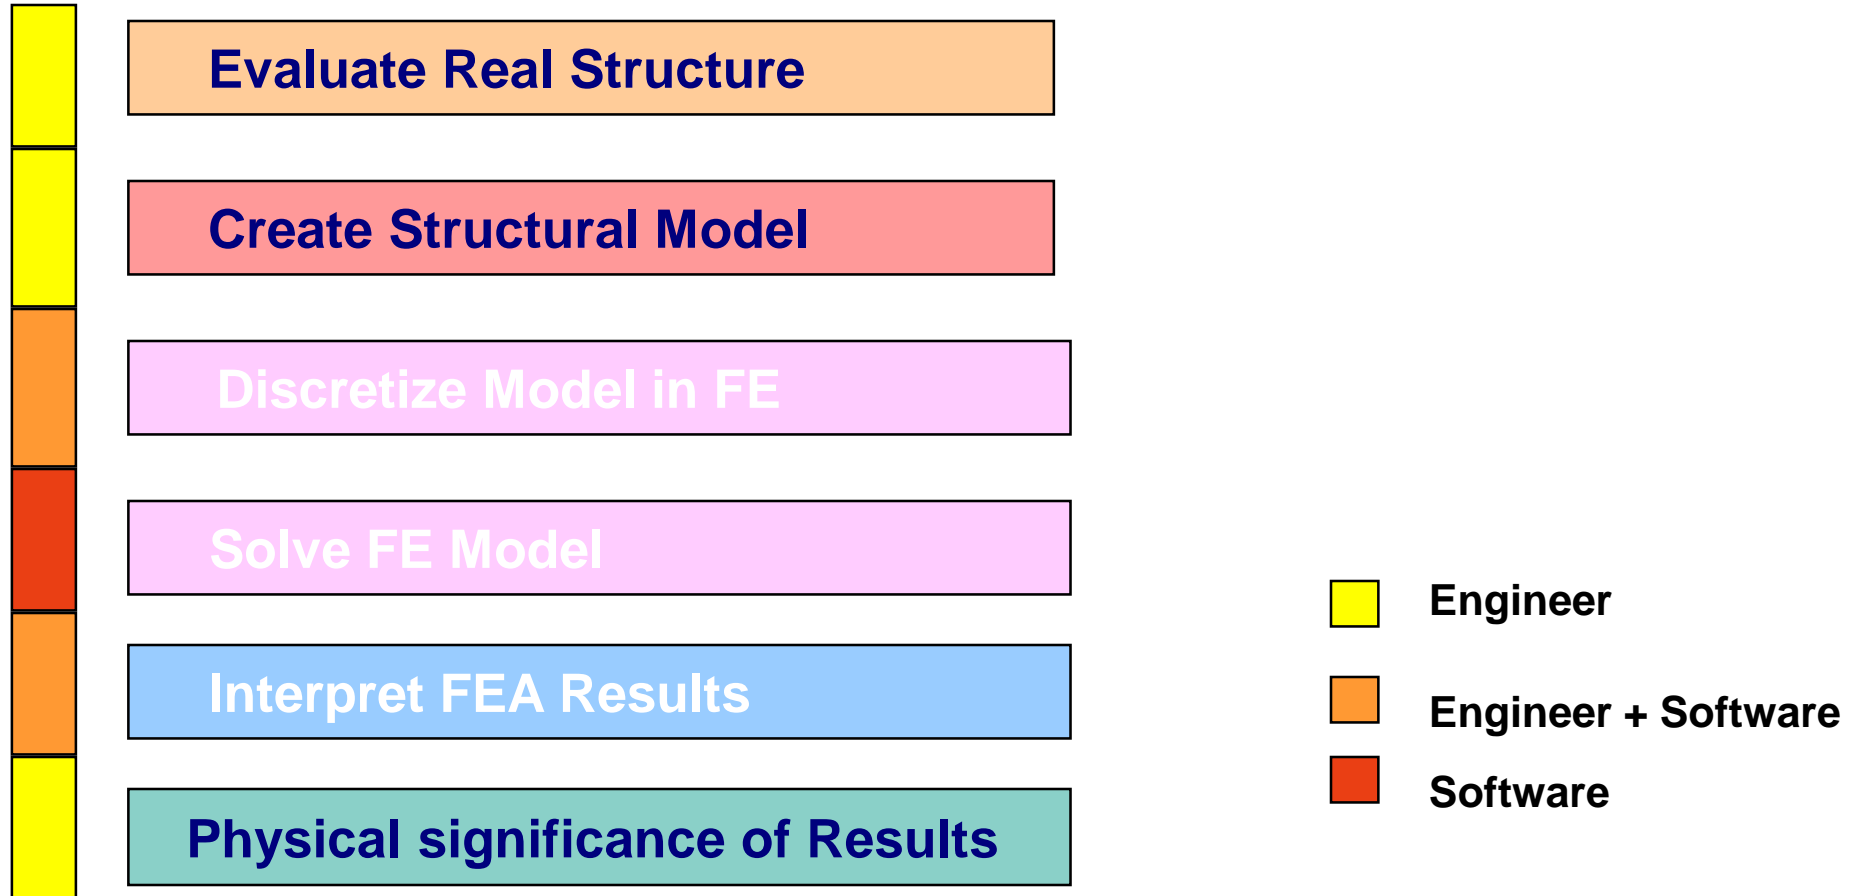 Evaluate Real Structure
Create Structural Model
Discretize Model in FE
Solve FE Model
Interpret FEA Results
Physical significance of Results
Engineer
Engineer + Software
Software